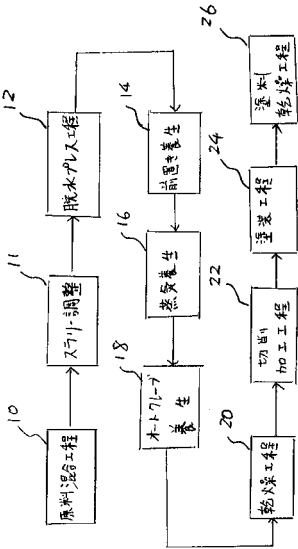 10
原料混合工程
11
スラリー調整
12
脱水プレス工程
14
前置き養生
16
蒸気養生
18
オートクレーブ
養生
20
乾燥工程
22
切削
加工工程
24
塗装工程
26
塗料
乾燥工程